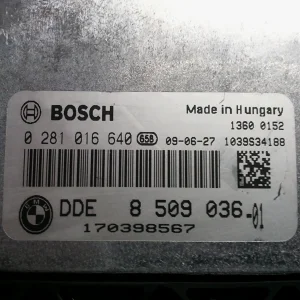 BOSCH Made in Hungary
1360 0152
0 281 016 640 658 09-06-27 1039S34188
BMW
DDE 8 509 036-01
170398567